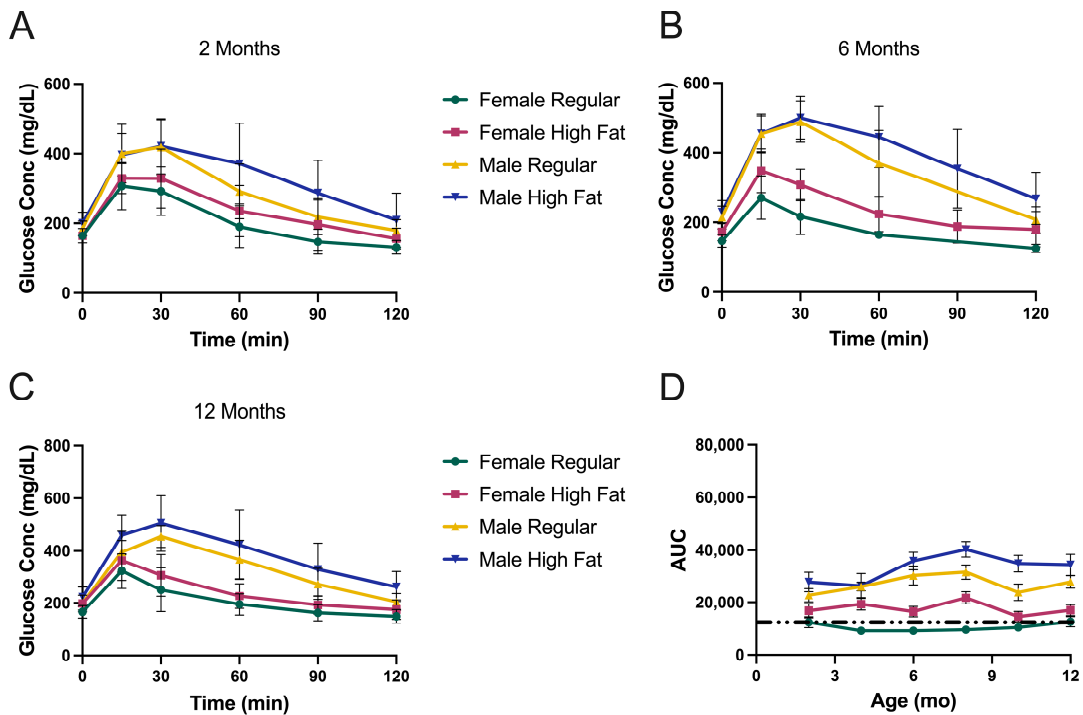 A
2 Months
Glucose Conc (mg/dL)
600
400
200
0
0 30 60 90 120
Time (min)
Female Regular
Female High Fat
Male Regular
Male High Fat
B
6 Months
Glucose Conc (mg/dL)
600
400
200
0
0 30 60 90 120
Time (min)
C
12 Months
Glucose Conc (mg/dL)
800
600
400
200
0
0 30 60 90 120
Time (min)
Female Regular
Female High Fat
Male Regular
Male High Fat
D
AUC
80,000
60,000
40,000
20,000
0
0 3 6 9 12
Age (mo)